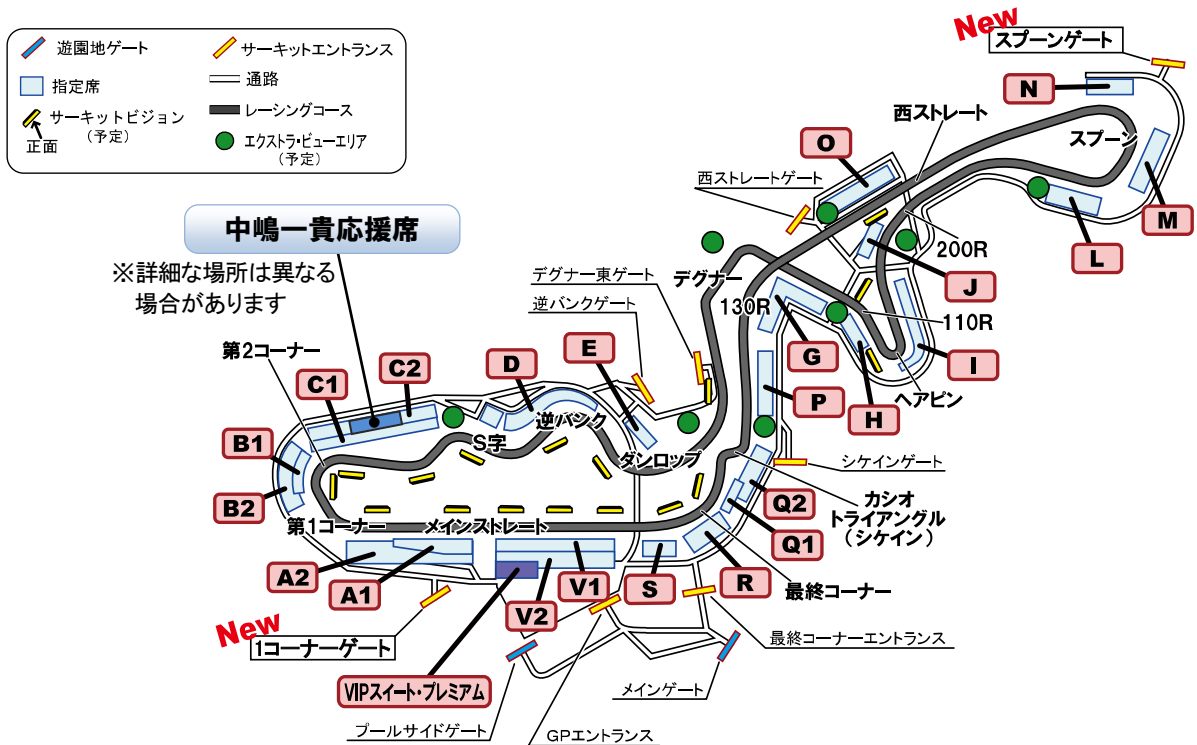 遊園地ゲート
サーキットエントランス
指定席
通路
サーキットビジョン
(予定)
正面
レーシングコース
エクストラ・ビューエリア
(予定)
New
スプーンゲート
N
西ストレート
スプーン
O
西ストレートゲート
M
L
200R
J
中嶋一貴応援席
※詳細な場所は異なる
場合があります
デグナー東ゲート
デグナー
逆バンクゲート
130R
110R
第2コーナー
C1
C2
D
E
G
I
P
H
ヘアピン
逆バンク
S字
ダンロップ
B1
B2
シケインゲート
Q2
カシオ
トライアングル
(シケイン)
Q1
第1コーナー
メインストレート
A2
A1
V1
V2
S
R
最終コーナー
New
1コーナーゲート
最終コーナーエントランス
VIPスイート・プレミアム
メインゲート
プールサイドゲート
GPエントランス